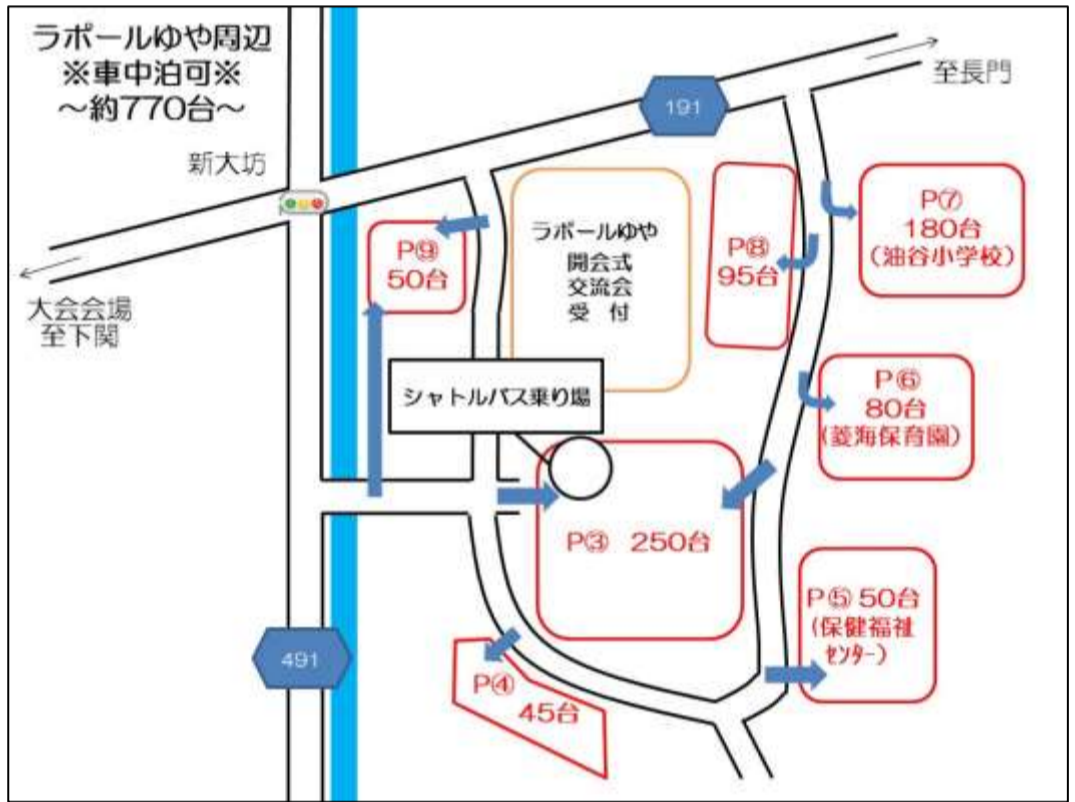 ラポールゆや周辺
※車中泊可※
～約770台～
191
至長門
新大坊
P⑦
180台
(油谷小学校)
ラポールゆや
開会式
交流会
受　付
P⑧
95台
P⑨
50台
大会会場
至下関
P⑥
80台
(菱海保育園)
シャトルバス乗り場
P③ 250台
P⑤ 50台
(保健福祉
センター)
491
P④
45台